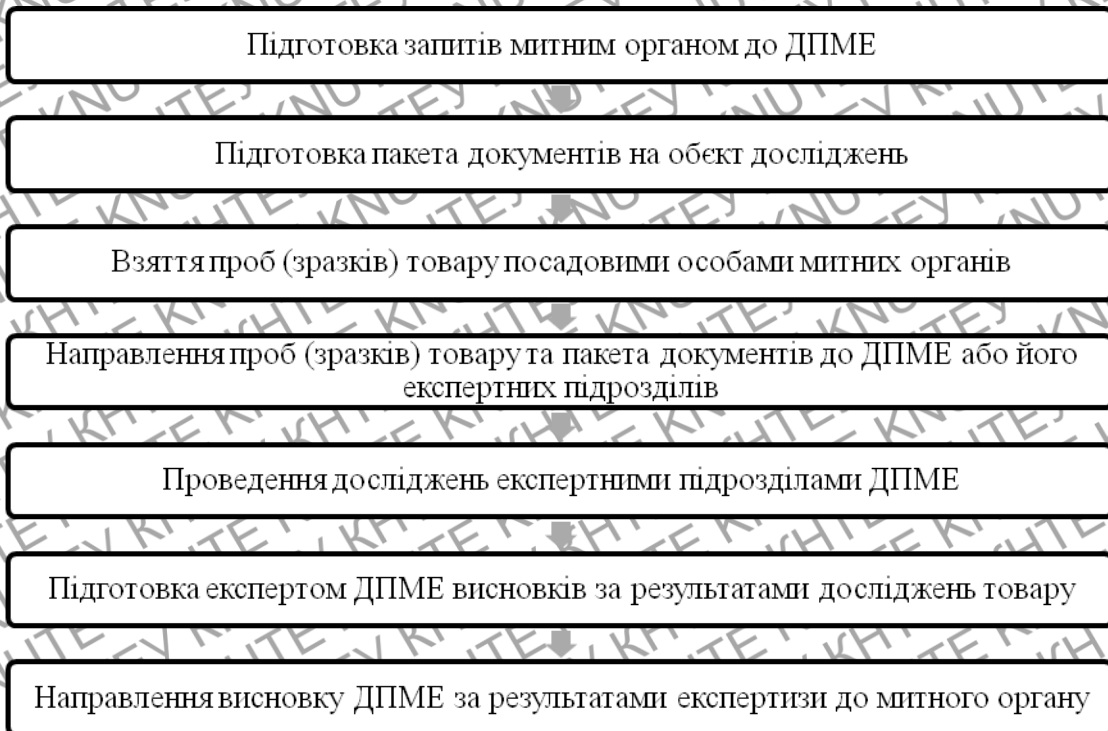 Підготовка запитів митним органом до ДПМЕ
Підготовка пакета документів на обєкт досліджень
Взяття проб (зразків) товару посадовими особами митних органів
Направлення проб (зразків) товару та пакета документів до ДПМЕ або його
експертних підрозділів
Проведення досліджень експертними підрозділами ДПМЕ
Підготовка експертом ДПМЕ висновків за результатами досліджень товару
Направлення висновку ДПМЕ за результатами експертизи до митного органу